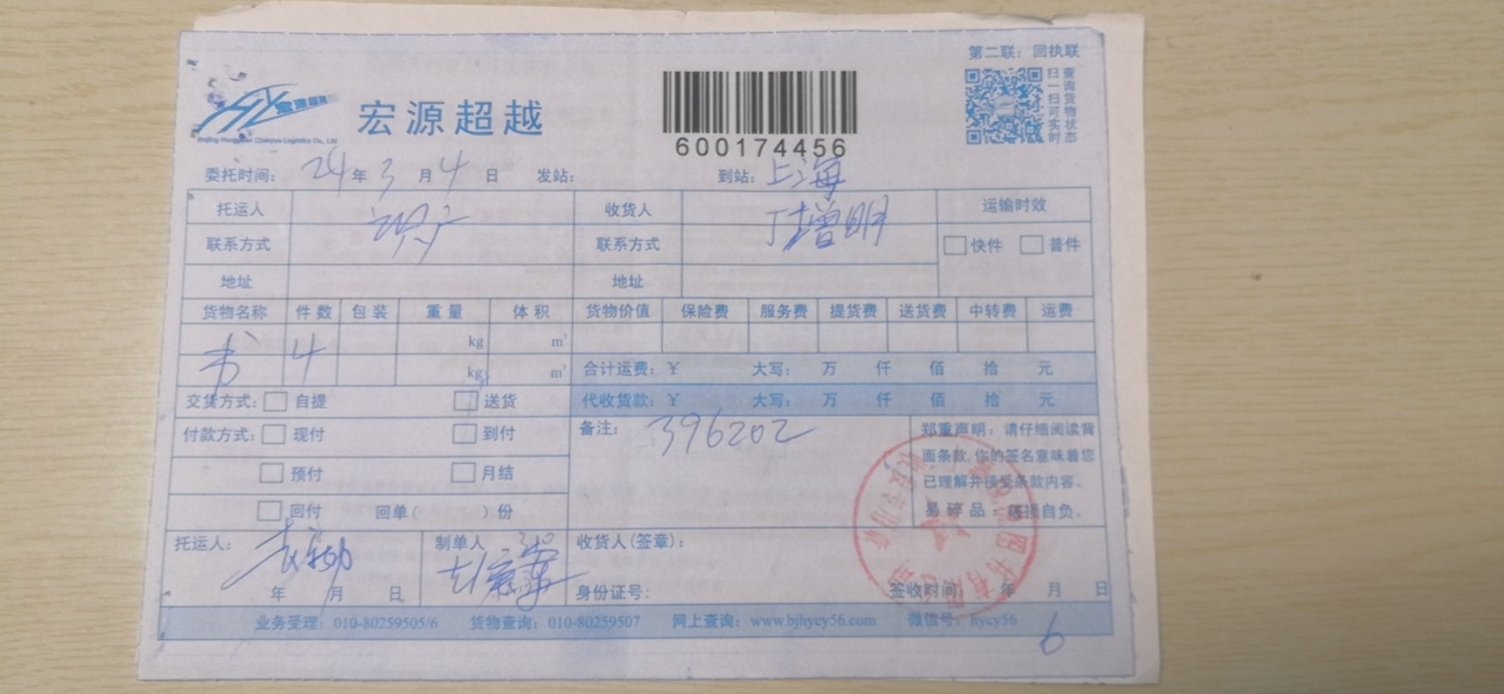 第二联：回执联
宏源超越
扫一扫可实时
查询货物状态
600174456
委托时间： 24 年 3 月 4 日 发站： 到站： 上海
托运人 收货人 丁增明 运输时效
联系方式 联系方式 快件 普件
地址 地址
货物名称 件数 包装 重量 体积 货物价值 保险费 服务费 提货费 送货费 中转费 运费
书 4 kg m³
kg m³ 合计运费：￥ 大写： 万 仟 佰 拾 元
交货方式： 自提 送货 代收货款：￥ 大写： 万 仟 佰 拾 元
付款方式： 现付 到付 备注： 396202 郑重声明：请仔细阅读背
面条款，你的签名意味着您
预付 月结 已理解并接受条款内容。
回付 回单( )份 易碎品：破损自负。
托运人： 制单人 收货人(签章)：
年 月 日 身份证号： 签收时间： 年 月 日
业务受理：010-80259505/6 货物查询：010-80259507 网上查询：www.bjhycy56.com 微信号：hycy56
6